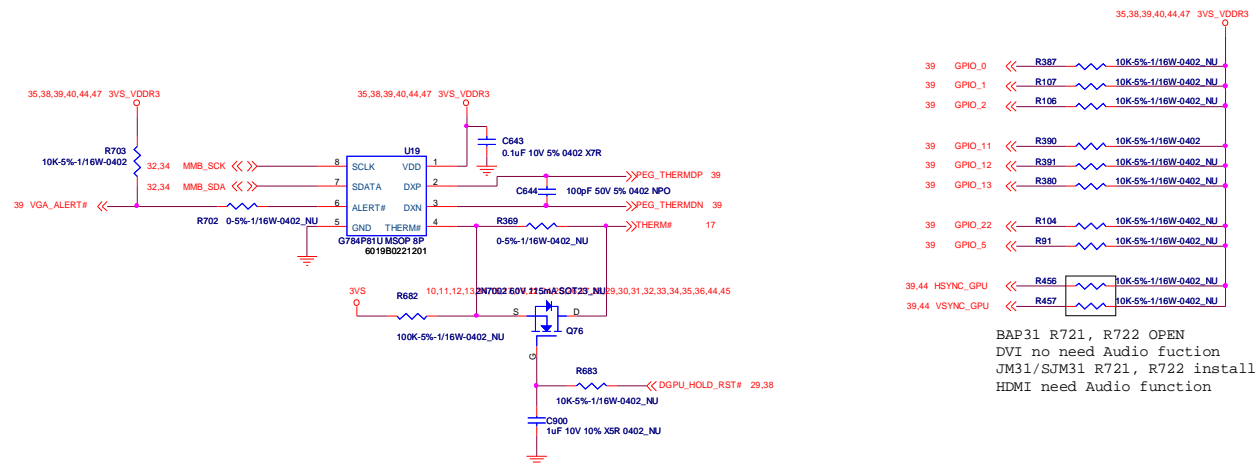 35,38,39,40,44,47 3VS_VDDR3
39 GPIO_0 R387 10K-5%-1/16W-0402_NU
39 GPIO_1 R107 10K-5%-1/16W-0402_NU
39 GPIO_2 R106 10K-5%-1/16W-0402_NU
39 GPIO_11 R390 10K-5%-1/16W-0402
39 GPIO_12 R391 10K-5%-1/16W-0402_NU
39 GPIO_13 R380 10K-5%-1/16W-0402_NU
39 GPIO_22 R104 10K-5%-1/16W-0402_NU
39 GPIO_5 R91 10K-5%-1/16W-0402_NU
39,44 HSYNC_GPU R456 10K-5%-1/16W-0402_NU
39,44 VSYNC_GPU R457 10K-5%-1/16W-0402_NU
BAP31 R721, R722 OPEN
DVI no need Audio fuction
JM31/SJM31 R721, R722 install
HDMI need Audio function
35,38,39,40,44,47 3VS_VDDR3
35,38,39,40,44,47 3VS_VDDR3
R703
10K-5%-1/16W-0402
C643
0.1uF 10V 5% 0402 X7R
U19
32,34 MMB_SCK 8 SCLK VDD 1
32,34 MMB_SDA 7 SDATA DXP 2 PEG_THERMDP 39
C644 100pF 50V 5% 0402 NPO
39 VGA_ALERT# 6 ALERT# DXN 3 PEG_THERMDN 39
R702 0-5%-1/16W-0402_NU
5 GND THERM# 4 R369 THERM# 17
0-5%-1/16W-0402_NU
G784P81U MSOP 8P
6019B0221201
3VS
2N7002 60V 115mA SOT23_NU
R682
100K-5%-1/16W-0402_NU
S D
Q76
G
R683 DGPU_HOLD_RST# 29,38
10K-5%-1/16W-0402_NU
C900
1uF 10V 10% X5R 0402_NU